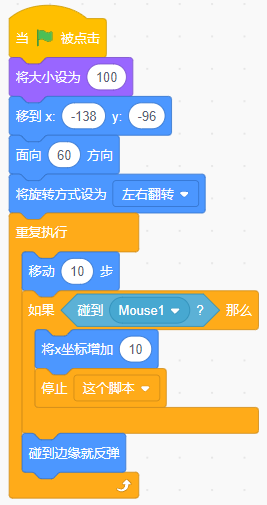 当 被点击
将大小设为 100
移到 x: -138 y: -96
面向 60 方向
将旋转方式设为 左右翻转
重复执行
移动 10 步
如果 碰到 Mouse1 ? 那么
将x坐标增加 10
停止 这个脚本
碰到边缘就反弹